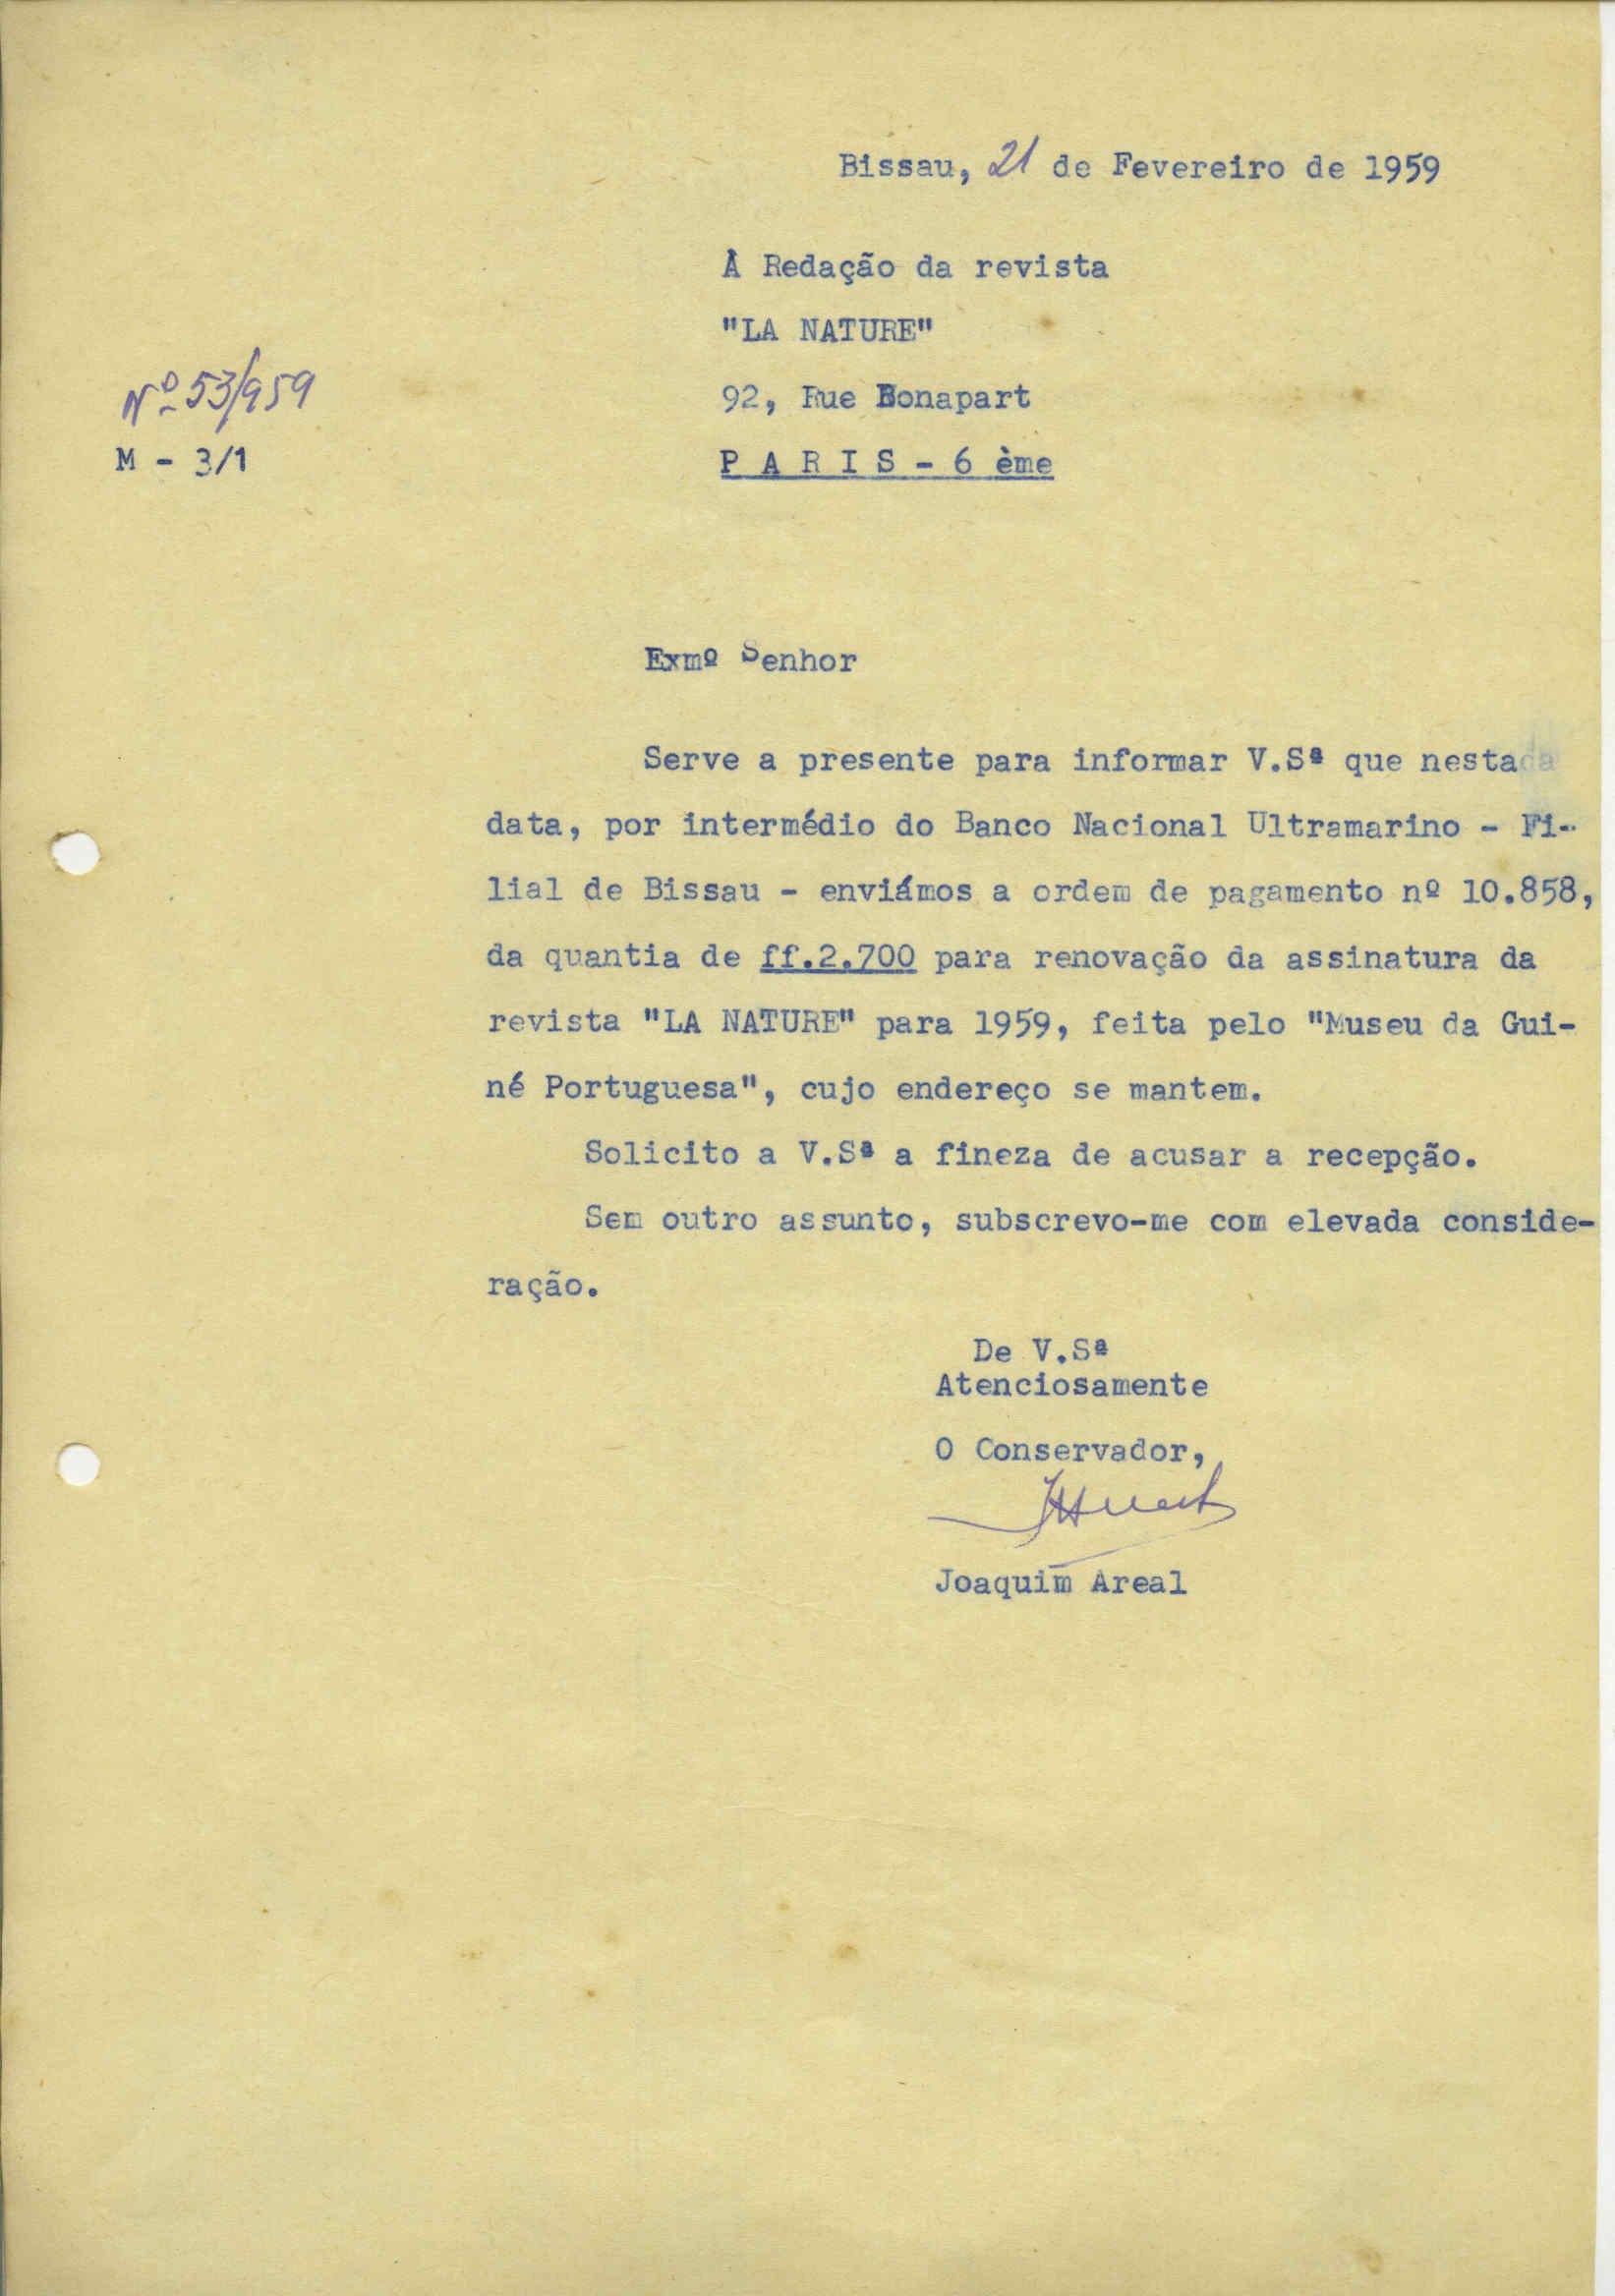 Bissau, 21 de Fevereiro de 1959
À Redação da revista
"LA NATURE"
92, Rue Bonapart
Nº 53/959
M - 3/1
P A R I S - 6 ème
Exmº Senhor
Serve a presente para informar V.Sª que nesta
data, por intermédio do Banco Nacional Ultramarino - Fi-
lial de Bissau - enviámos a ordem de pagamento nº 10.858,
da quantia de ff.2.700 para renovação da assinatura da
revista "LA NATURE" para 1959, feita pelo "Museu da Gui-
né Portuguesa", cujo endereço se mantem.
Solicito a V.Sª a fineza de acusar a recepção.
Sem outro assunto, subscrevo-me com elevada conside-
ração.
De V.Sª
Atenciosamente
O Conservador,
Joaquim Areal